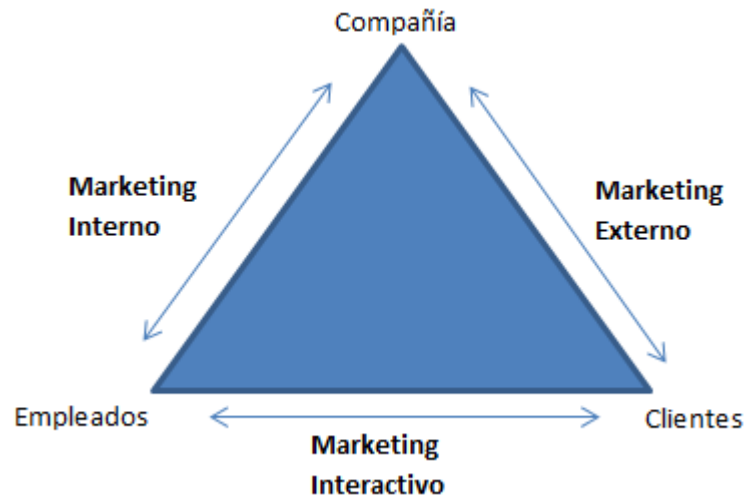 Compañía
Marketing
Interno
Marketing
Externo
Empleados
Clientes
Marketing
Interactivo